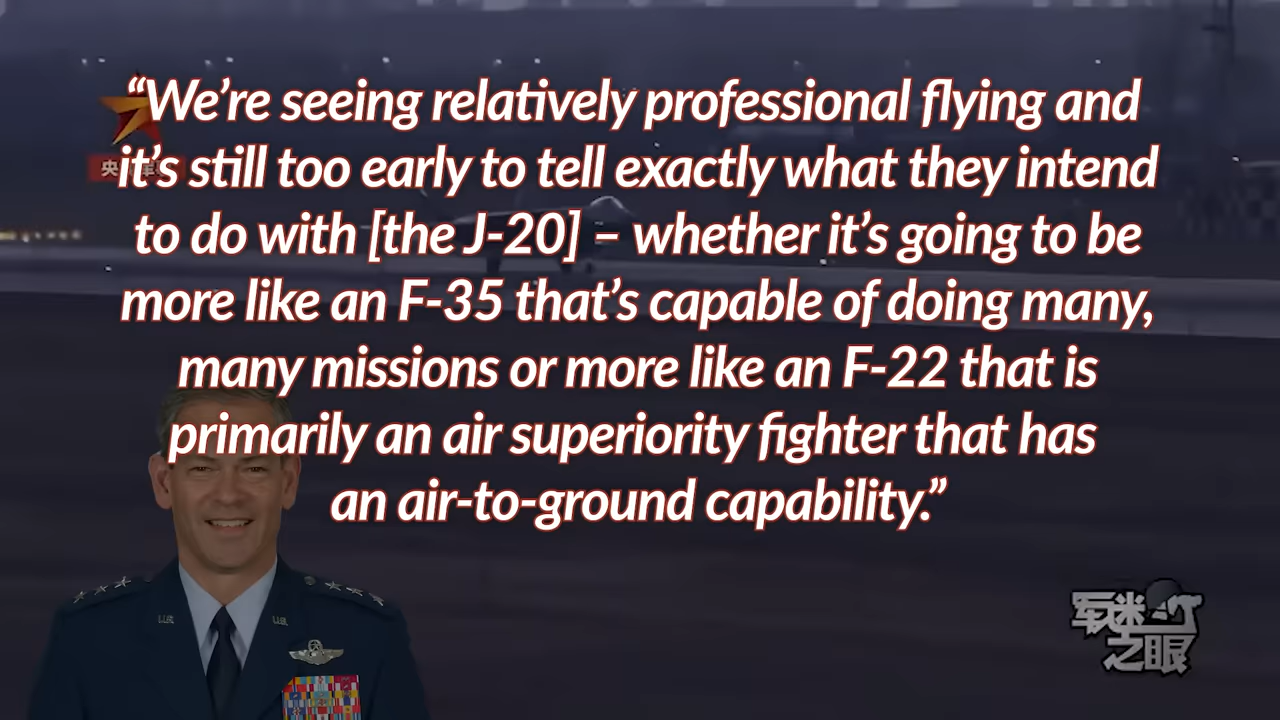 “We’re seeing relatively professional flying and
it’s still too early to tell exactly what they intend
to do with [the J-20] – whether it’s going to be
more like an F-35 that’s capable of doing many,
many missions or more like an F-22 that is
primarily an air superiority fighter that has
an air-to-ground capability.”
U.S. U.S.
军迷
之眼